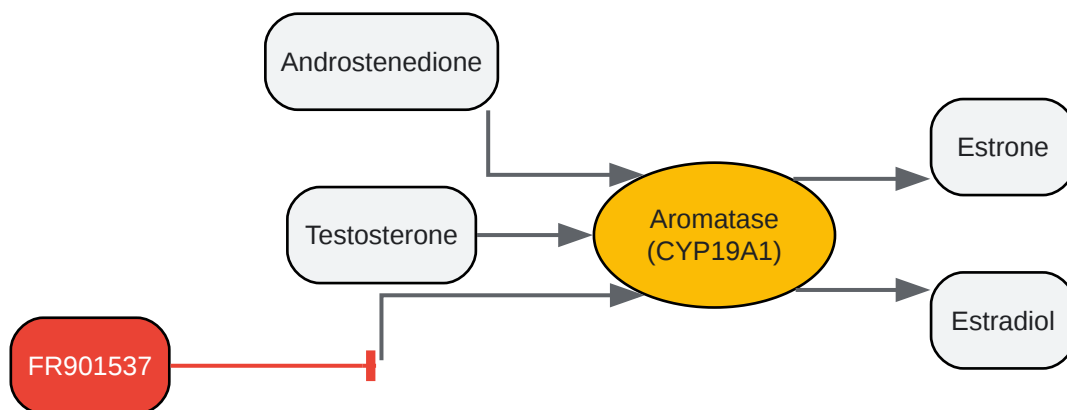 Androstenedione
Estrone
Testosterone
Aromatase
(CYP19A1)
Estradiol
FR901537